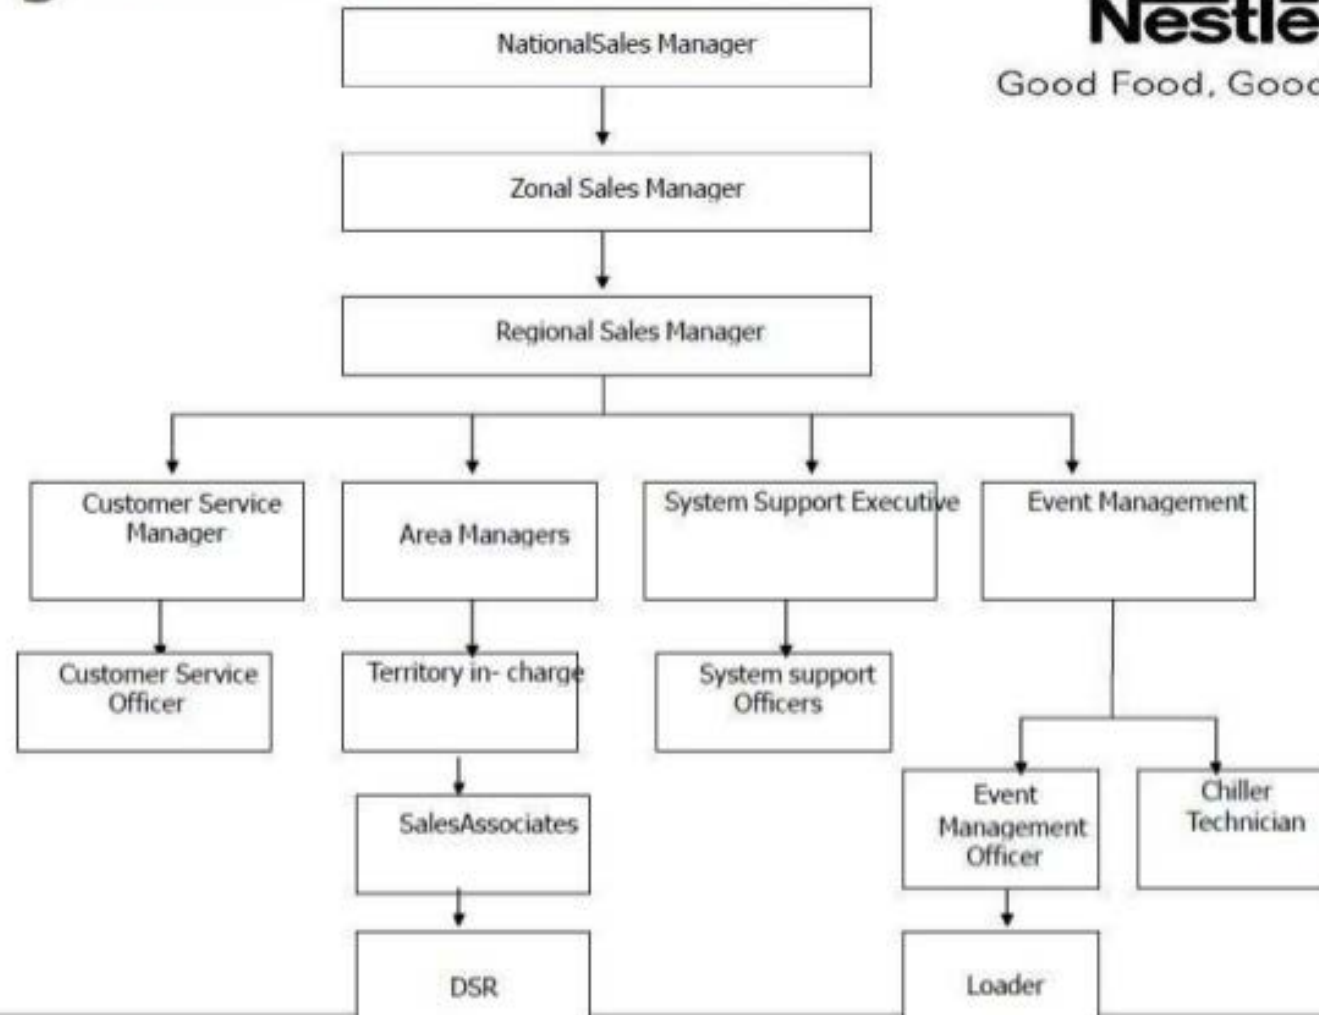 Nestle
Good Food, Good
NationalSales Manager
Zonal Sales Manager
Regional Sales Manager
Customer Service
Manager
Area Managers
System Support Executive
Event Management
Customer Service
Officer
Territory in- charge
System support
Officers
SalesAssociates
Event
Management
Officer
Chiller
Technician
DSR
Loader